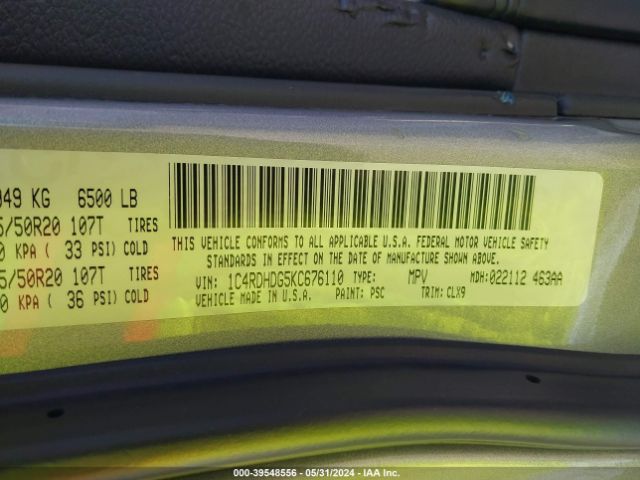 049 KG 6500 LB
5/50R20 107T TIRES
0 KPA ( 33 PSI) COLD
5/50R20 107T TIRES
0 KPA ( 36 PSI) COLD
THIS VEHICLE CONFORMS TO ALL APPLICABLE U.S.A. FEDERAL MOTOR VEHICLE SAFETY
STANDARDS IN EFFECT ON THE DATE OF MANUFACTURE SHOWN ABOVE.
VIN: 1C4RDHDG5KC676110 TYPE: MPV MDH: 022112 463AA
VEHICLE MADE IN U.S.A. PAINT: PSC TRIM: CLX9
000-39548556 - 05/31/2024 - IAA Inc.